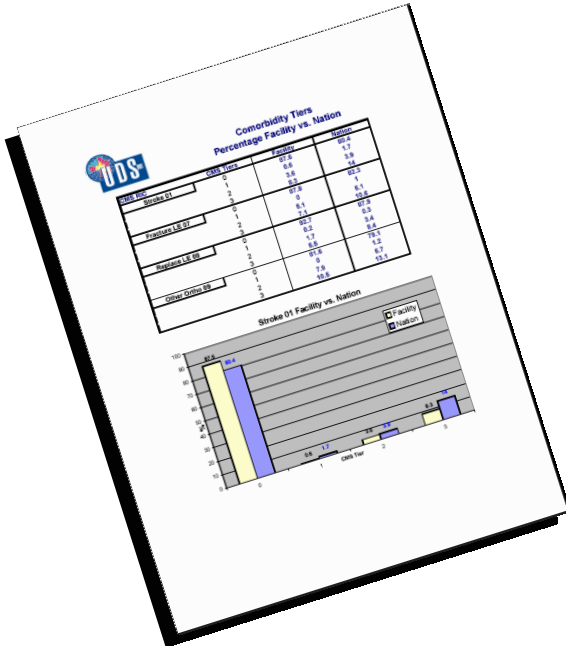 Comorbidity Tiers
Percentage Facility vs. Nation
UDS
CMS RIC CMS Tiers Facility Nation
Stroke 01 0 87.6 80.4
1 0.6 1.7
2 3.6 3.9
3 8.3 14
Fracture LE 07 0 87.8 82.3
1 0 1
2 5.1 6.1
3 7.1 10.6
Replace LE 08 0 92.7 87.9
1 0.2 0.3
2 1.7 3.4
3 5.5 8.4
Other Ortho 09 0 81.6 79.1
1 0 1.2
2 7.9 6.7
3 10.5 13.1
Stroke 01 Facility vs. Nation
Facility
Nation
100
90
80
70
60
50
40
30
20
10
0
87.6 80.4
0.6 1.7
3.6 3.9
8.3 14
0 1 2 3
CMS Tier